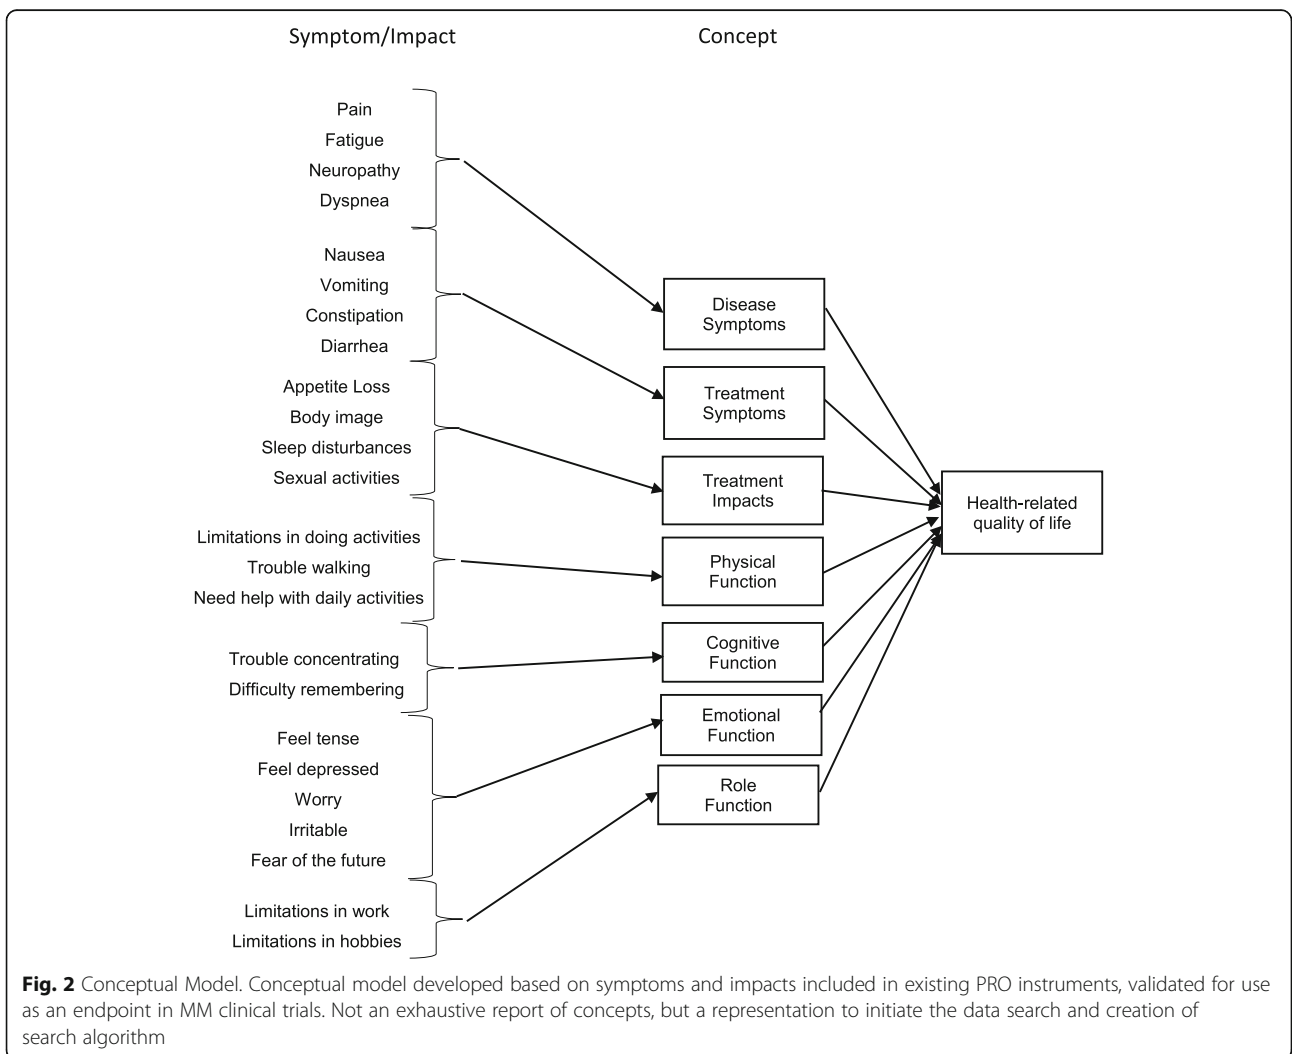 Symptom/Impact
Concept
Pain
Fatigue
Neuropathy
Dyspnea
Nausea
Vomiting
Constipation
Diarrhea
Appetite Loss
Body image
Sleep disturbances
Sexual activities
Limitations in doing activities
Trouble walking
Need help with daily activities
Trouble concentrating
Difficulty remembering
Feel tense
Feel depressed
Worry
Irritable
Fear of the future
Limitations in work
Limitations in hobbies
Disease
Symptoms
Treatment
Symptoms
Treatment
Impacts
Physical
Function
Cognitive
Function
Emotional
Function
Role
Function
Health-related
quality of life
Fig. 2 Conceptual Model. Conceptual model developed based on symptoms and impacts included in existing PRO instruments, validated for use
as an endpoint in MM clinical trials. Not an exhaustive report of concepts, but a representation to initiate the data search and creation of
search algorithm